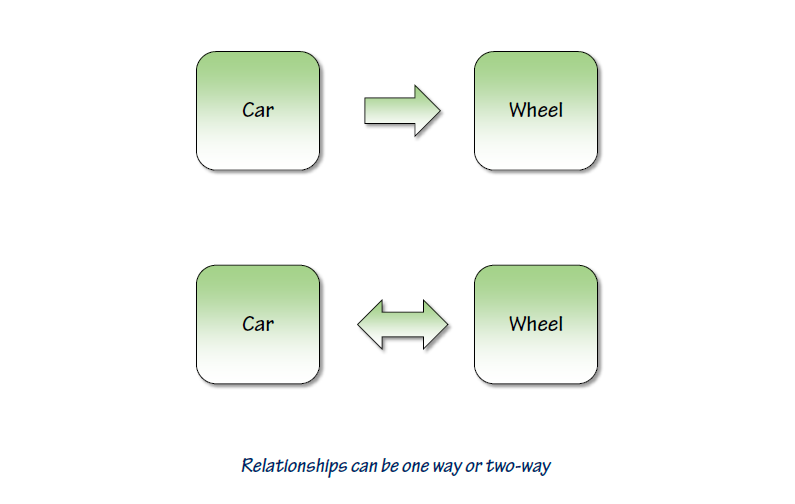 Car
Wheel
Car
Wheel
Relationships can be one way or two-way